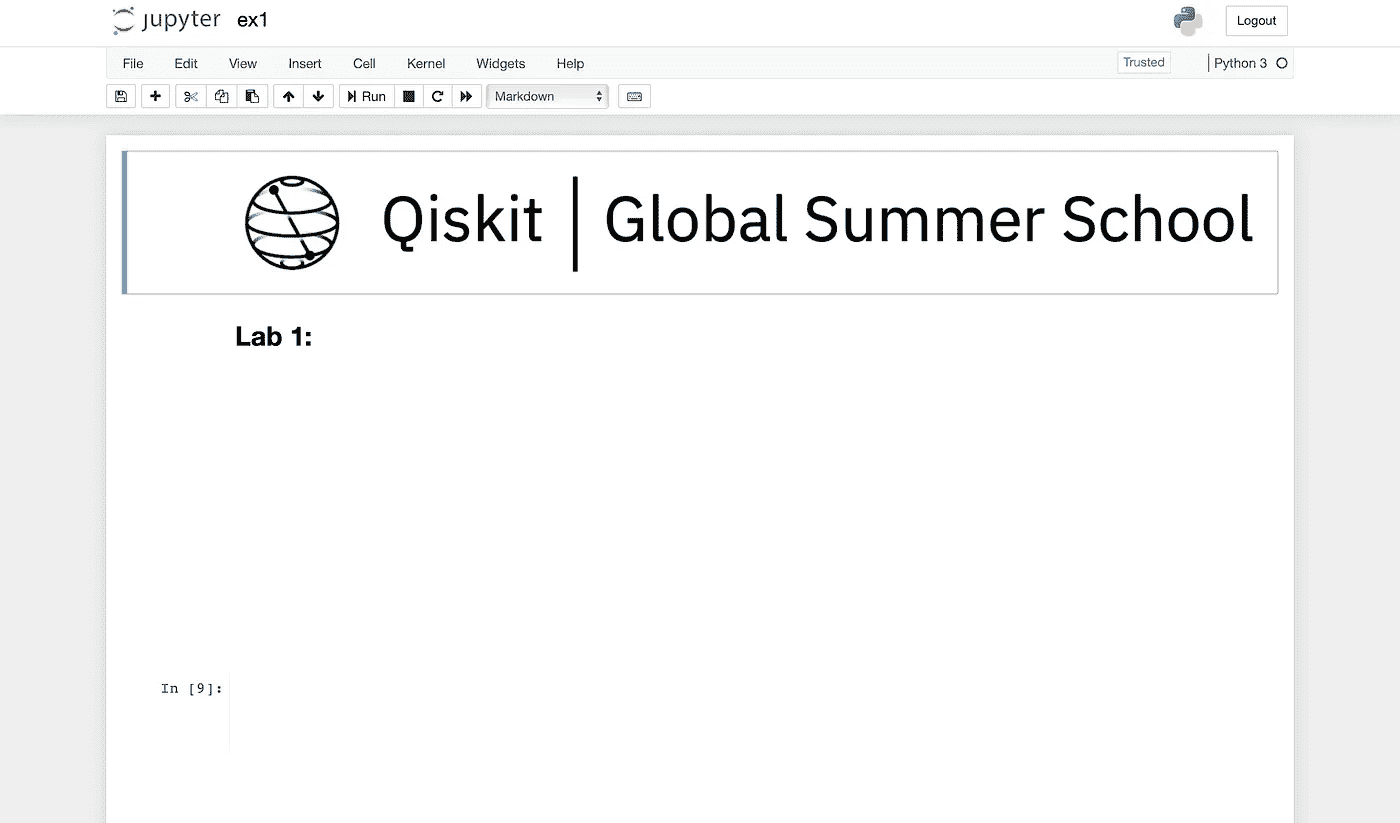 jupyter ex1
Logout
File Edit View Insert Cell Kernel Widgets Help Trusted Python 3
Run Markdown
Qiskit | Global Summer School
Lab 1:
In [9]: